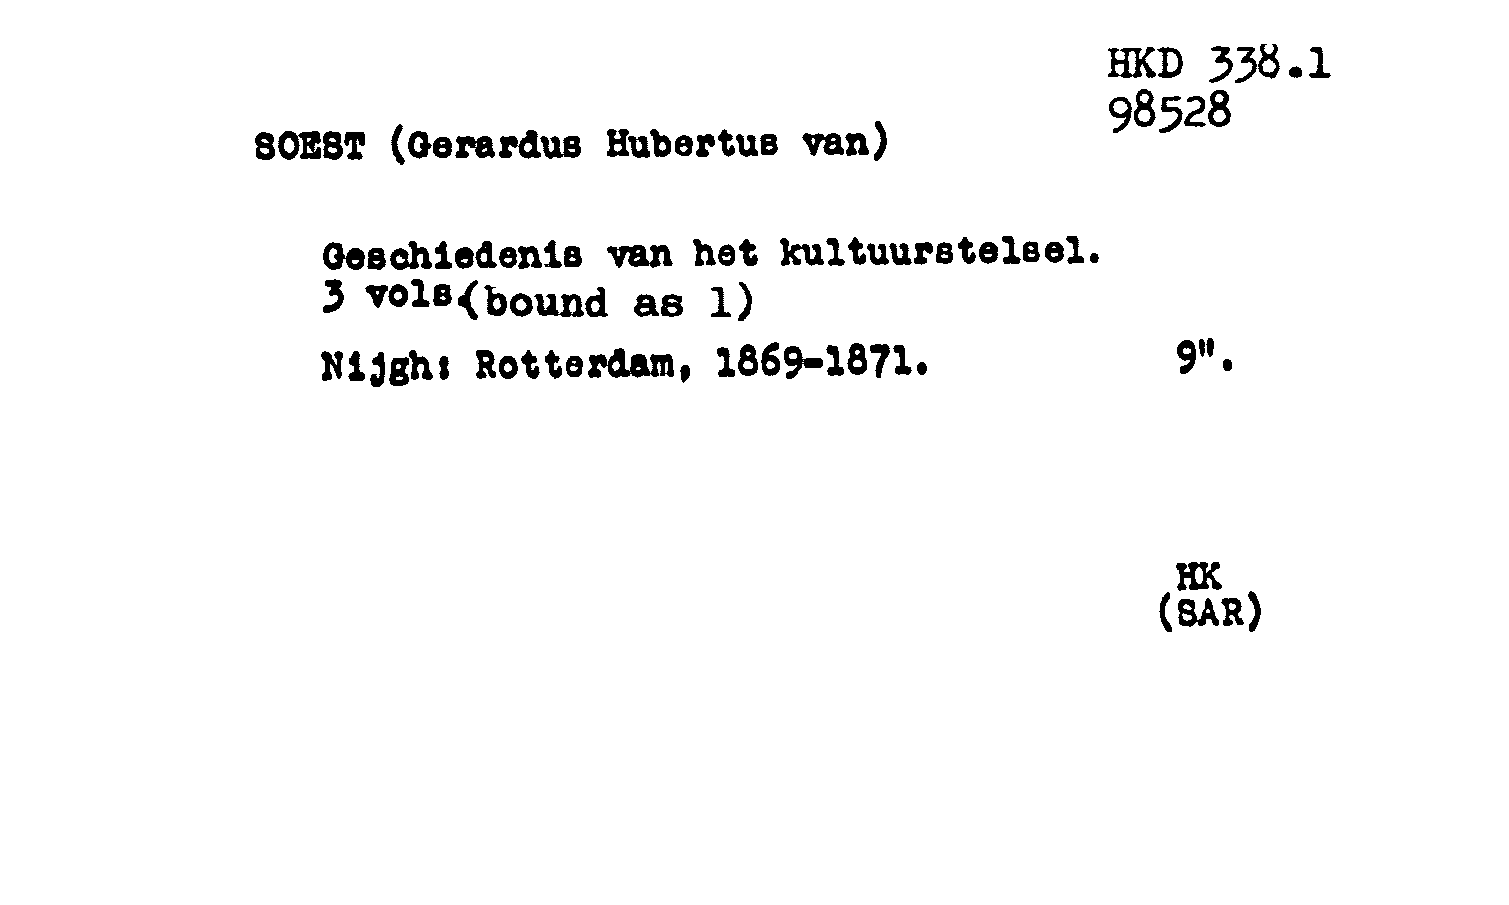 HKD 338.1
98528
SOEST (Gerardus Hubertus van)
Geschiedenis van het kultuurstelsel.
3 vols.(bound as 1)
Nijgh: Rotterdam, 1869-1871. 9".
HK
(SAR)